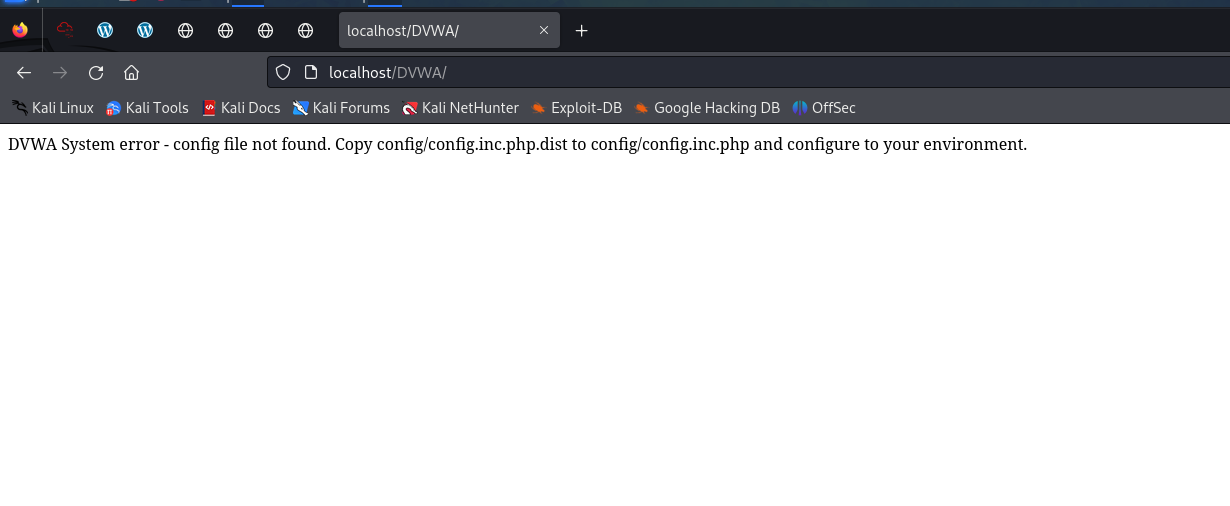 localhost/DVWA/
localhost/DVWA/
Kali Linux Kali Tools Kali Docs Kali Forums Kali NetHunter Exploit-DB Google Hacking DB OffSec
DVWA System error - config file not found. Copy config/config.inc.php.dist to config/config.inc.php and configure to your environment.